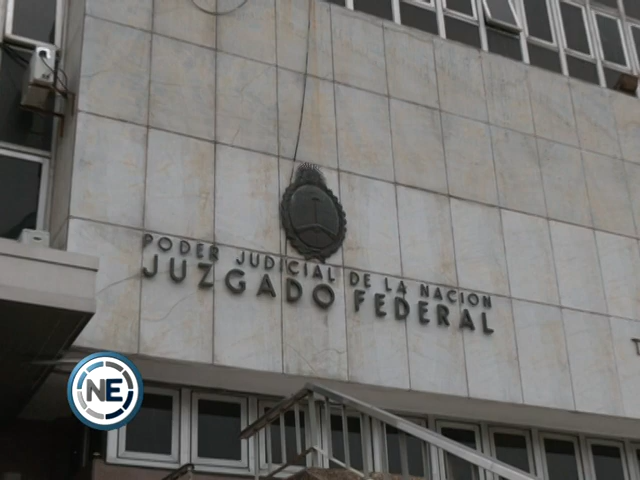 PODER JUDICIAL DE LA NACION
JUZGADO FEDERAL
T
NE